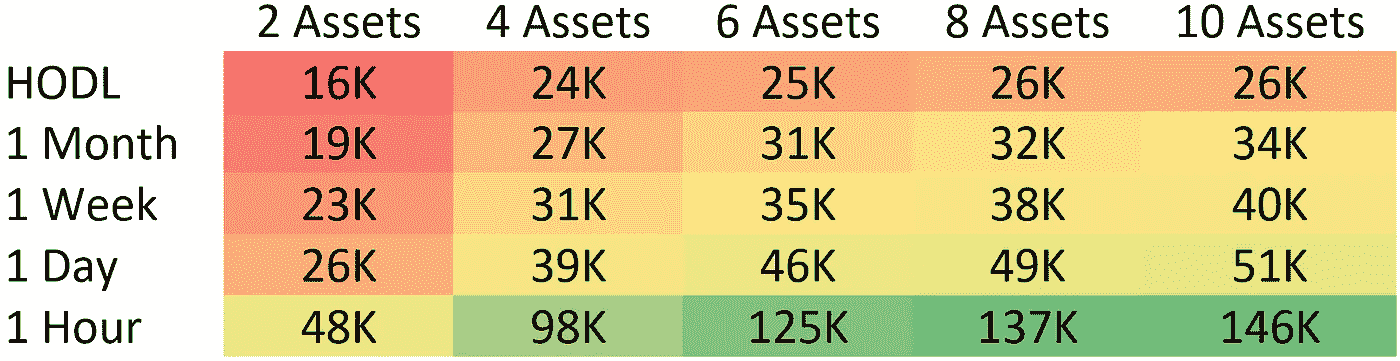 2 Assets 4 Assets 6 Assets 8 Assets 10 Assets
HODL 16K 24K 25K 26K 26K
1 Month 19K 27K 31K 32K 34K
1 Week 23K 31K 35K 38K 40K
1 Day 26K 39K 46K 49K 51K
1 Hour 48K 98K 125K 137K 146K